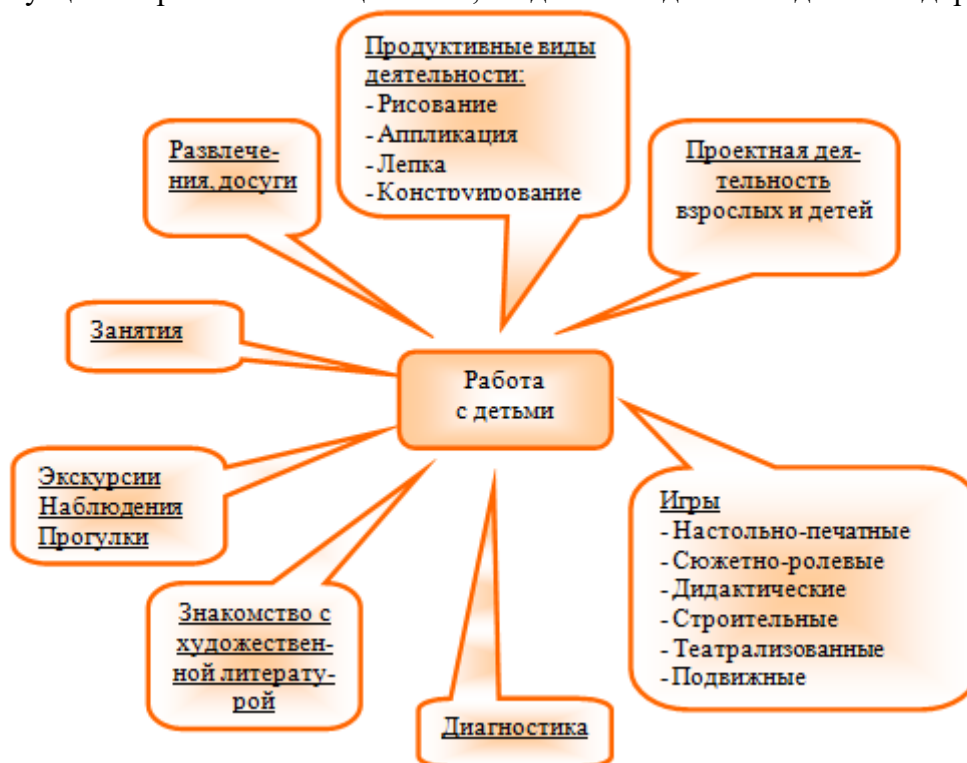 Продуктивные виды
деятельности:
- Рисование
- Аппликация
- Лепка
- Конструирование
Развлече-
ния, досуги
Проектная дея-
тельность
взрослых и детей
Занятия
Работа
с детьми
Экскурсии
Наблюдения
Прогулки
Игры
- Настольно-печатные
- Сюжетно-ролевые
- Дидактические
- Строительные
- Театрализованные
- Подвижные
Знакомство с
художествен-
ной литерату-
рой
Диагностика